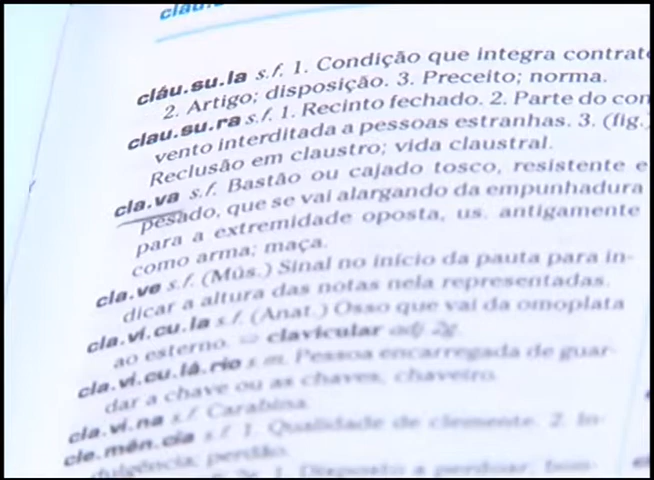 cláu.su.la s.f. 1. Condição que integra contrat
2. Artigo; disposição. 3. Preceito; norma.
clau.su.ra s.f. 1. Recinto fechado. 2. Parte do con
vento interditada a pessoas estranhas. 3. (fig.)
Reclusão em claustro; vida claustral.
cla.va s.f. Bastão ou cajado tosco, resistente e
pesado, que se vai alargando da empunhadura
para a extremidade oposta, us. antigamente
como arma; maça.
cla.ve s.f. (Mús.) Sinal no início da pauta para in-
dicar a altura das notas nela representadas.
cla.ví.cu.la s.f. (Anat.) Osso que vai da omoplata
ao esterno. ⇨ clavicular adj 2g.
cla.vi.cu.lá.rio s m. Pessoa encarregada de guar-
dar a chave ou as chaves, chaveiro.
cla.vi.na s.f. Carabina.
cle.mên.cia s.f. 1. Qualidade de clemente. 2. In-
dulgência; perdão.
1. Disposto a perdoar; bom-